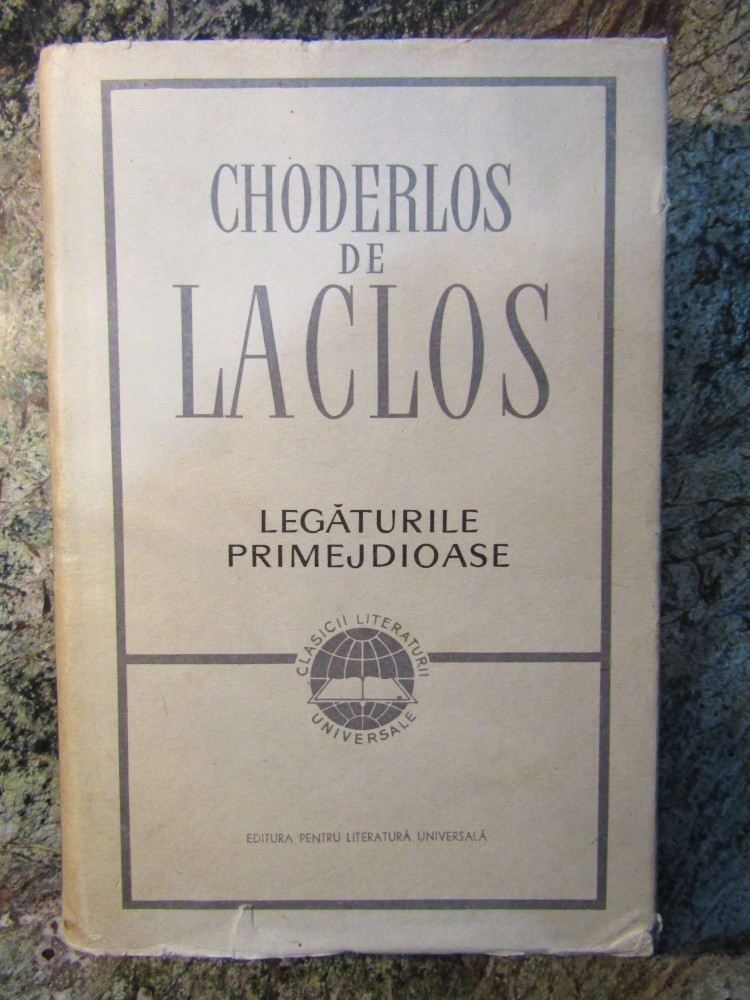 CHODERLOS
DE
LACLOS
LEGĂTURILE
PRIMEJDIOASE
CLASICII LITERATURII
UNIVERSALE
EDITURA PENTRU LITERATURĂ UNIVERSALĂ